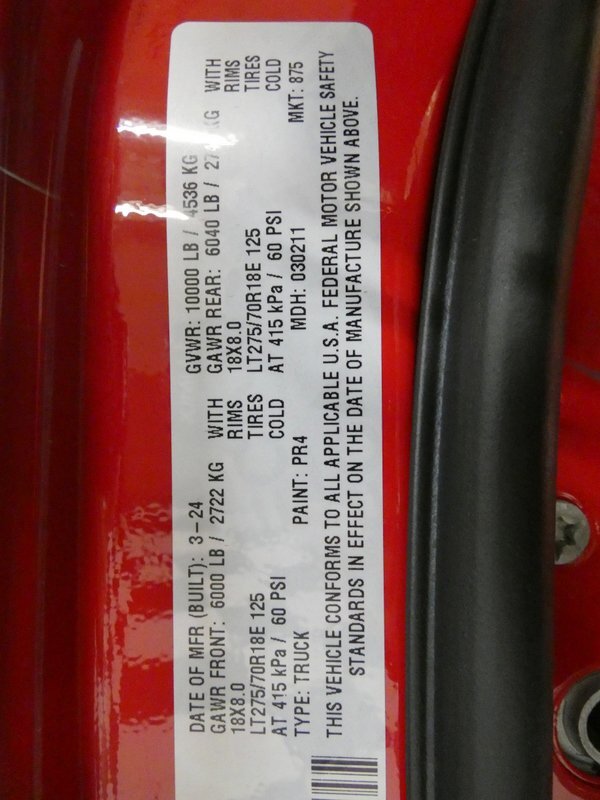 DATE OF MFR (BUILT): 3-24 GVWR: 10000 LB / 4536 KG
GAWR FRONT: 6000 LB / 2722 KG WITH GAWR REAR: 6040 LB / KG WITH
18X8.0 RIMS 18X8.0 RIMS
LT275/70R18E 125 TIRES LT275/70R18E 125 TIRES
AT 415 kPa / 60 PSI COLD AT 415 kPa / 60 PSI COLD
TYPE: TRUCK PAINT: PR4 MDH: 030211 MKT: 875
THIS VEHICLE CONFORMS TO ALL APPLICABLE U.S.A. FEDERAL MOTOR VEHICLE SAFETY
STANDARDS IN EFFECT ON THE DATE OF MANUFACTURE SHOWN ABOVE.